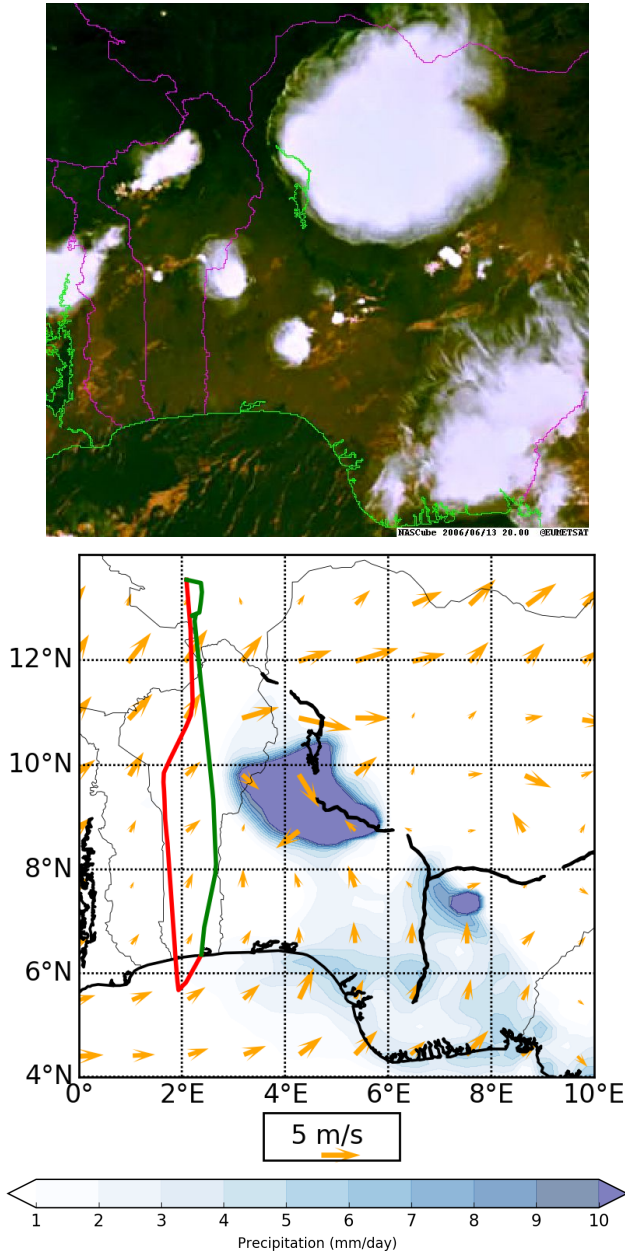 NASCube 2006/06/13 20.00 @EUMETSAT
12°N
10°N
8°N
6°N
4°N
0° 2°E 4°E 6°E 8°E 10°E
5 m/s
1 2 3 4 5 6 7 8 9 10
Precipitation (mm/day)